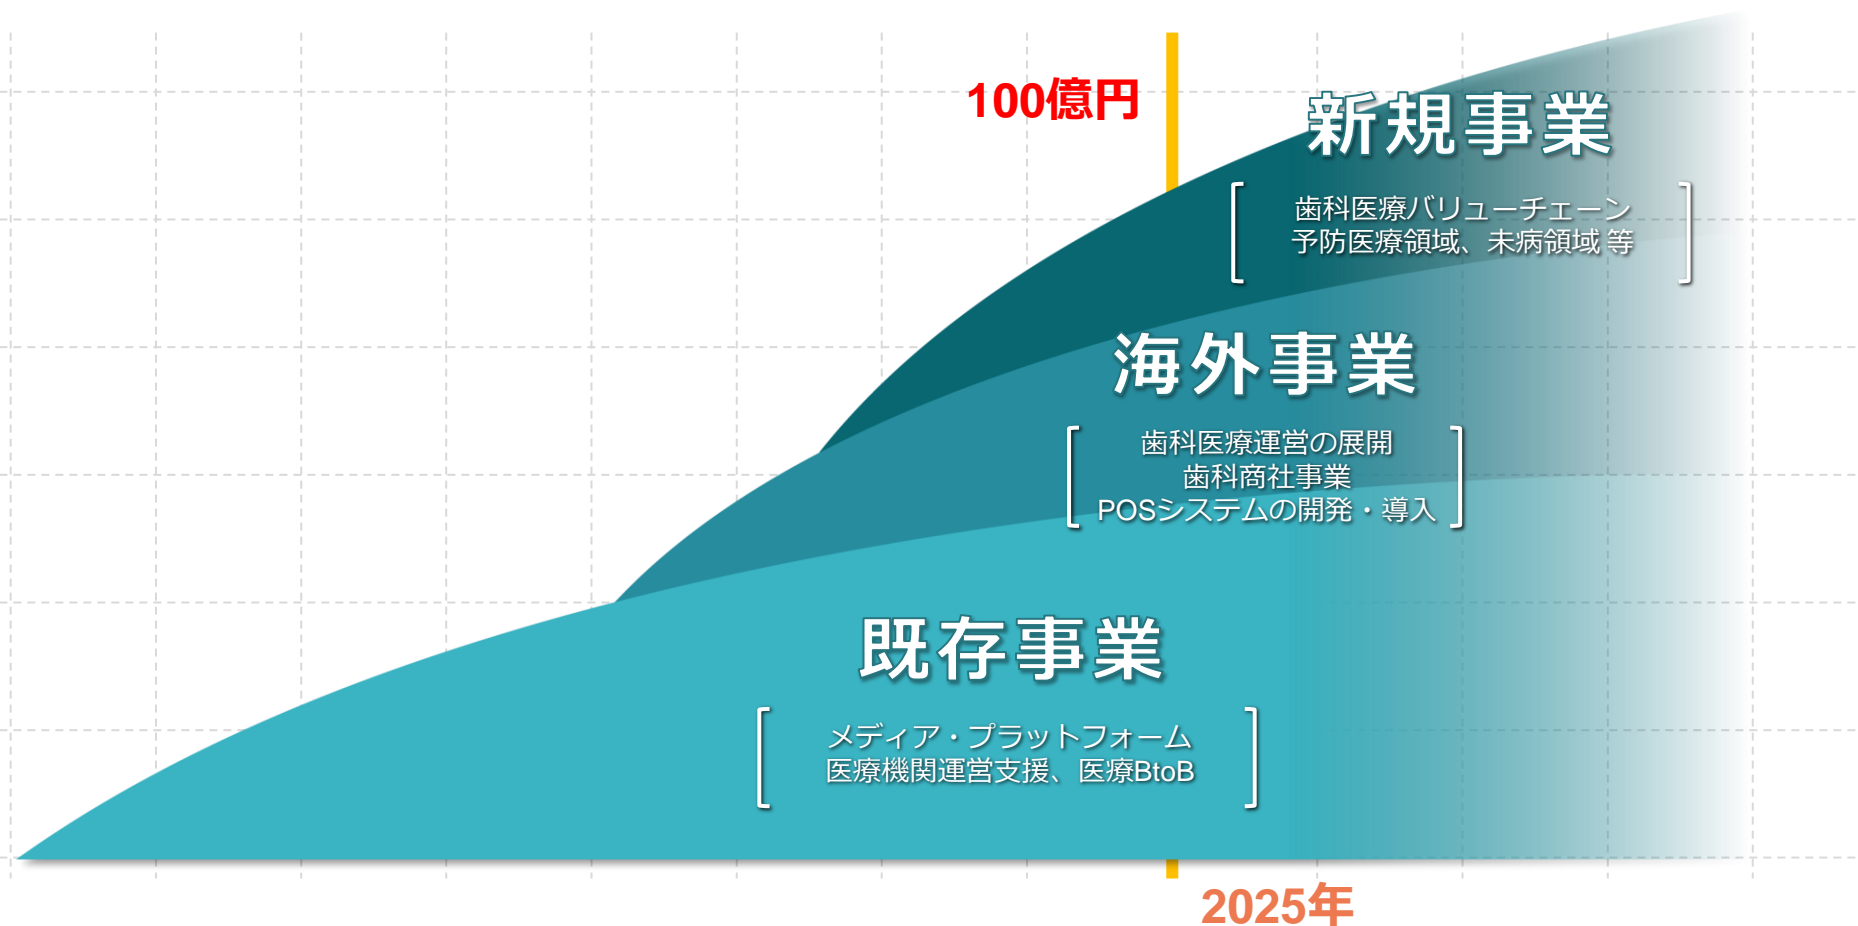 100億円
新規事業
歯科医療バリューチェーン
予防医療領域、未病領域 等
海外事業
歯科医療運営の展開
歯科商社事業
POSシステムの開発・導入
既存事業
メディア・プラットフォーム
医療機関運営支援、医療BtoB
2025年